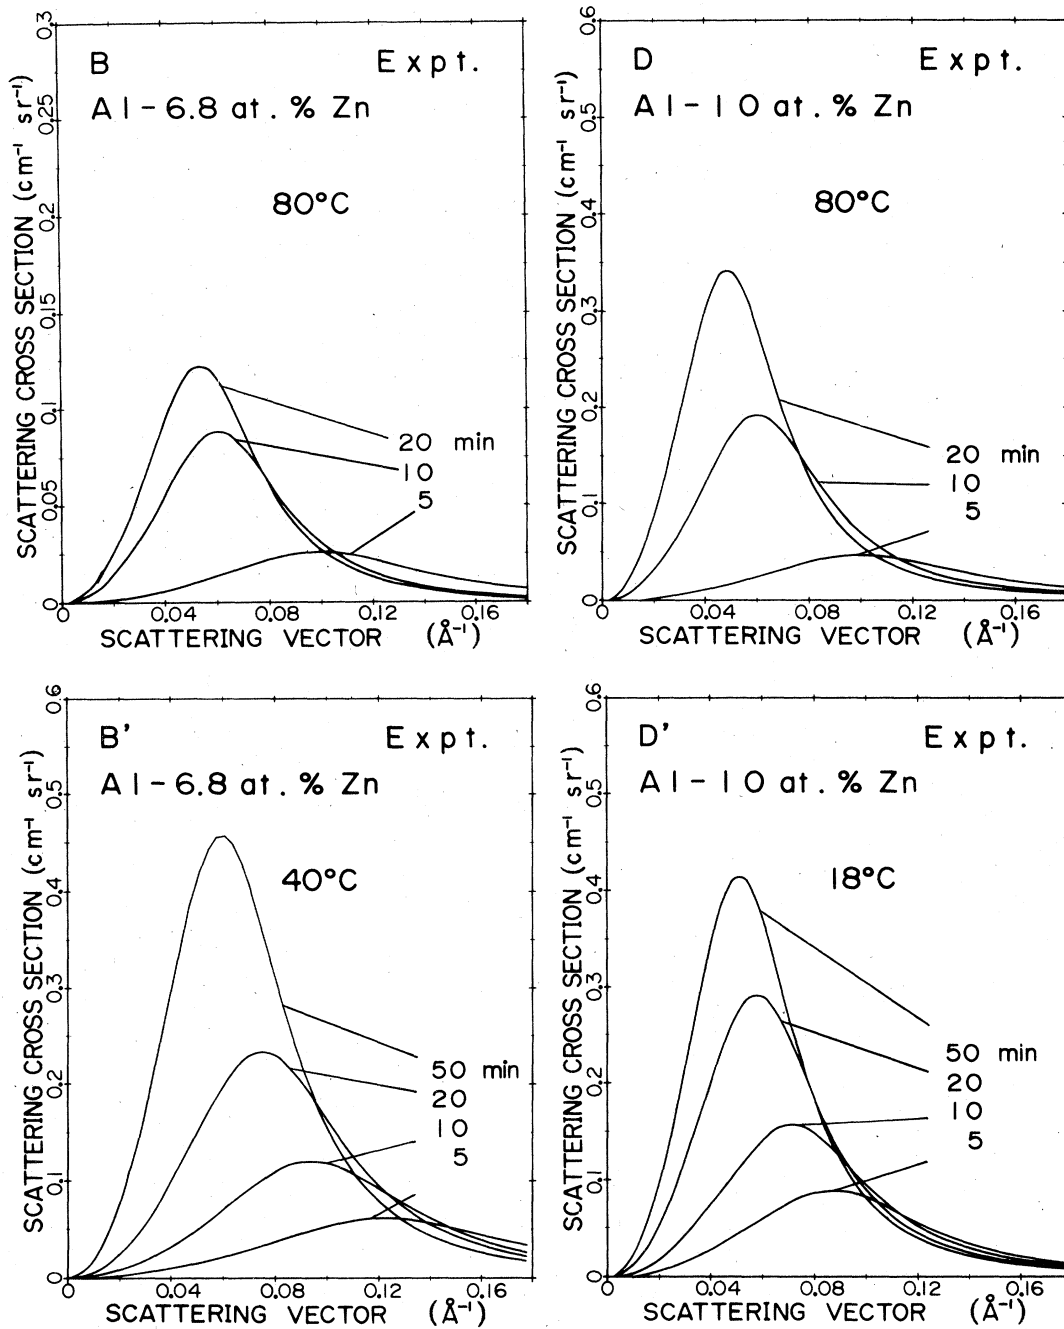 B Expt.
Al-6.8 at. % Zn
80°C
20 min
10
5
0.3
0.25
0.2
0.15
0.1
0.05
0
SCATTERING CROSS SECTION (cm⁻¹ sr⁻¹)
0 0.04 0.08 0.12 0.16
SCATTERING VECTOR (Å⁻¹)
D Expt.
Al-10 at. % Zn
80°C
20 min
10
5
0.6
0.5
0.4
0.3
0.2
0.1
0
SCATTERING CROSS SECTION (cm⁻¹ sr⁻¹)
0.04 0.08 0.12 0.16
SCATTERING VECTOR (Å⁻¹)
B' Expt.
Al-6.8 at. % Zn
40°C
50 min
20
10
5
0.6
0.5
0.4
0.3
0.2
0.1
0
SCATTERING CROSS SECTION (cm⁻¹ sr⁻¹)
0.04 0.08 0.12 0.16
SCATTERING VECTOR (Å⁻¹)
D' Expt.
Al-10 at. % Zn
18°C
50 min
20
10
5
0.6
0.5
0.4
0.3
0.2
0.1
0
SCATTERING CROSS SECTION (cm⁻¹ sr⁻¹)
0 0.04 0.08 0.12 0.16
SCATTERING VECTOR (Å⁻¹)